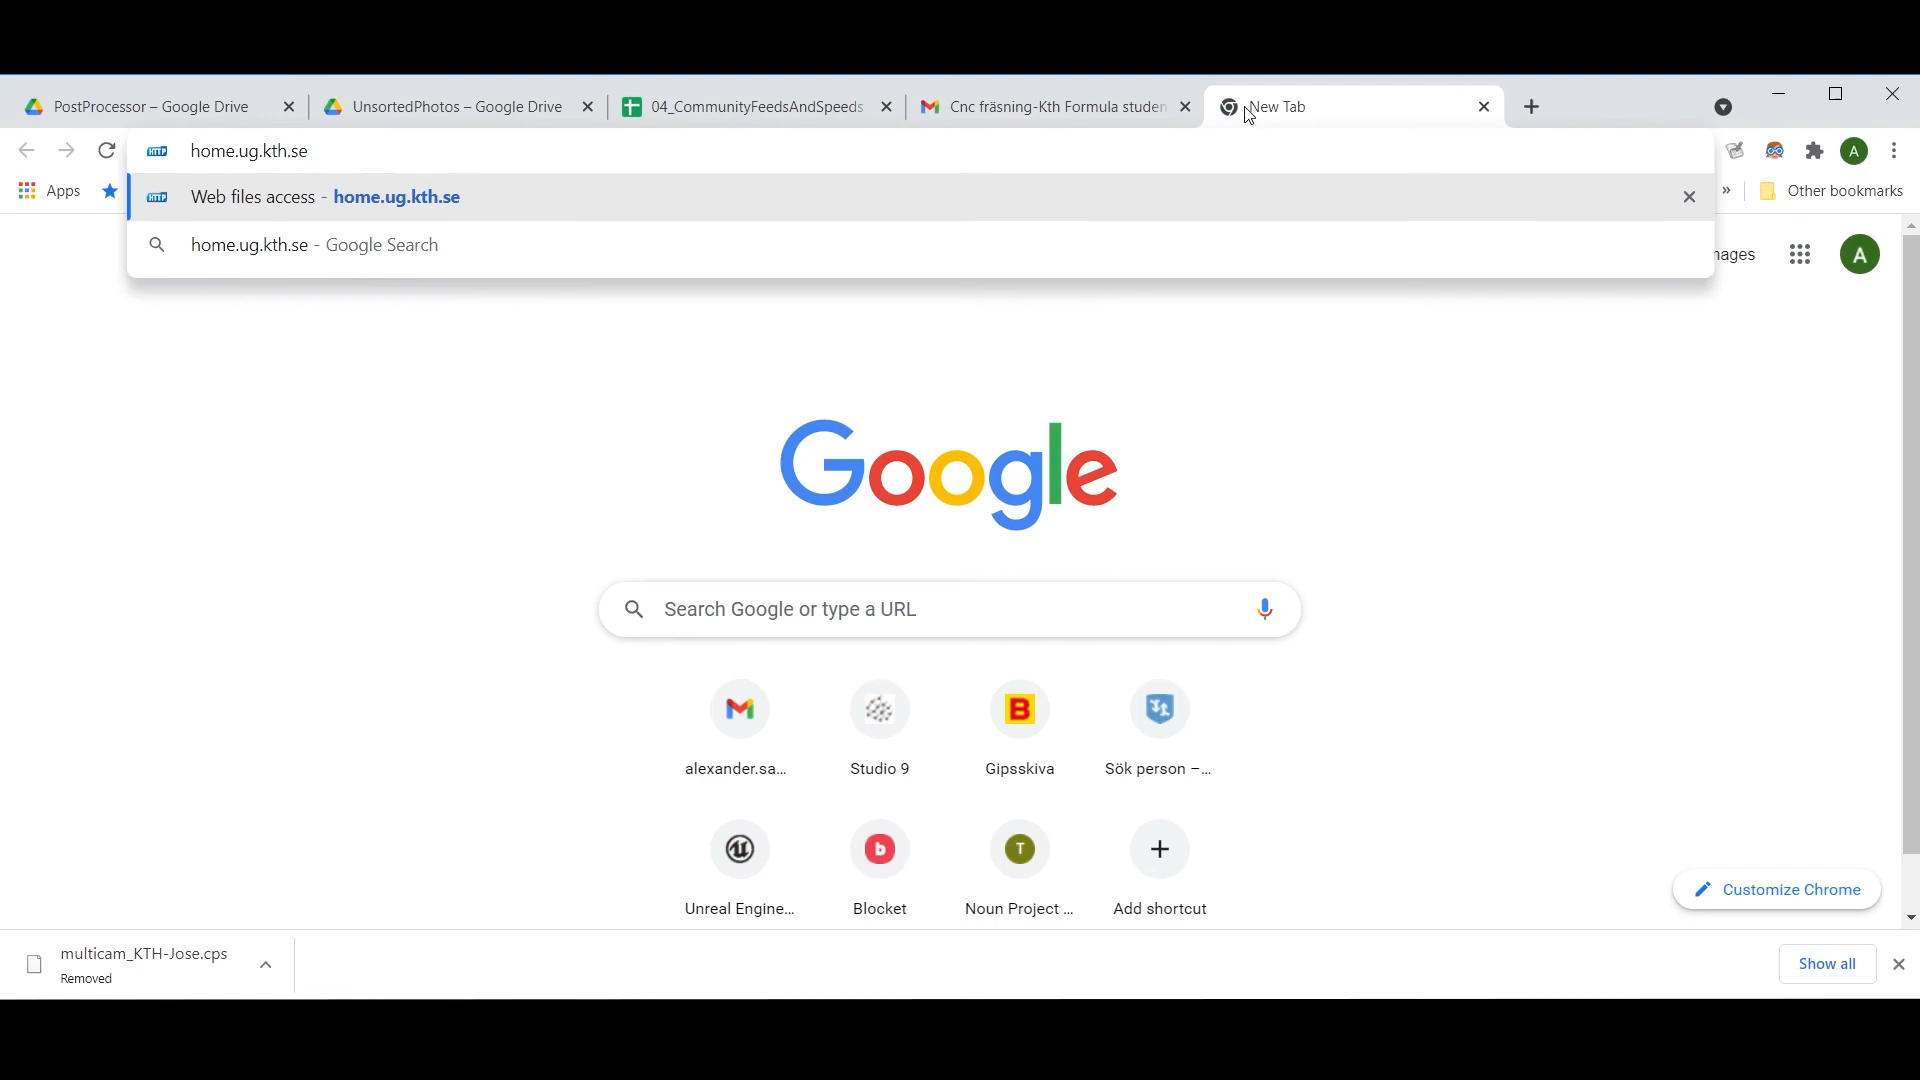 PostProcessor – Google Drive
UnsortedPhotos – Google Drive
04_CommunityFeedsAndSpeeds
Cnc fräsning-Kth Formula studen
New Tab
home.ug.kth.se
A
Apps
Web files access - home.ug.kth.se
» Other bookmarks
home.ug.kth.se - Google Search
mages
A
Google
Search Google or type a URL
alexander.sa...
Studio 9
Gipsskiva
Sök person –...
Unreal Engine...
Blocket
Noun Project ...
Add shortcut
Customize Chrome
multicam_KTH-Jose.cps
Removed
Show all